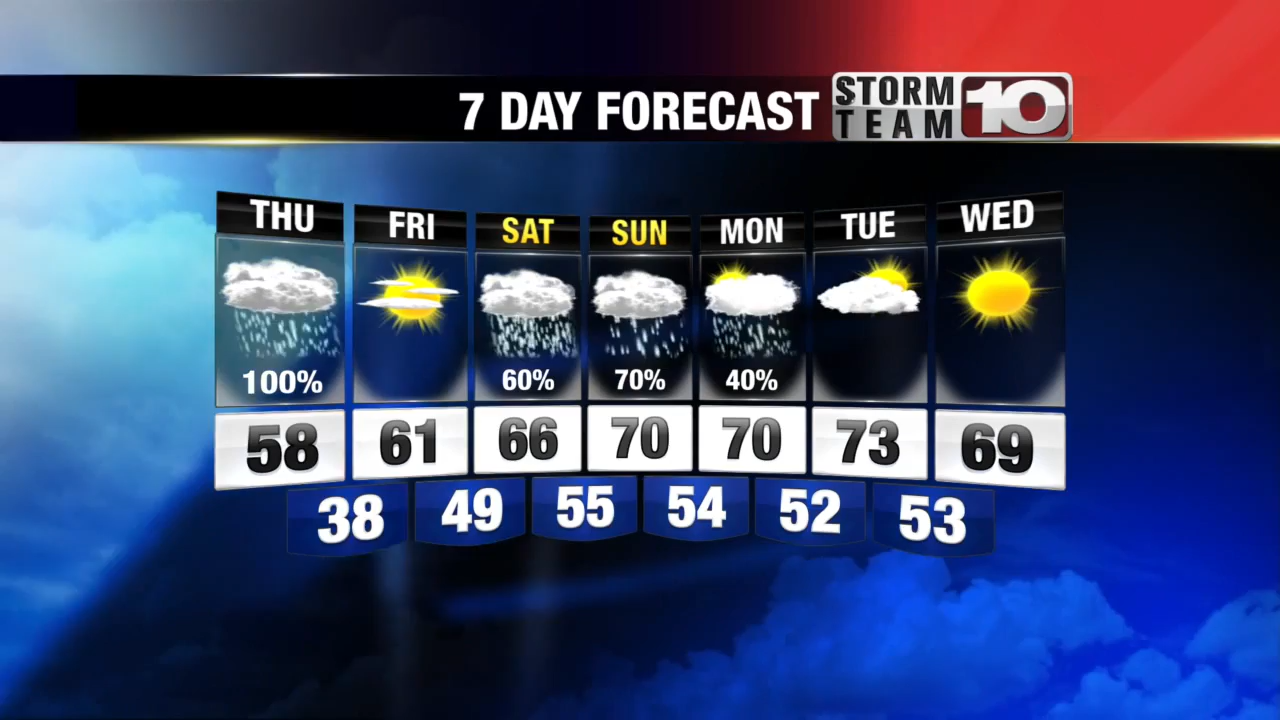 7 DAY FORECAST
STORM TEAM 10
THU FRI SAT SUN MON TUE WED
100% 60% 70% 40%
58 61 66 70 70 73 69
38 49 55 54 52 53